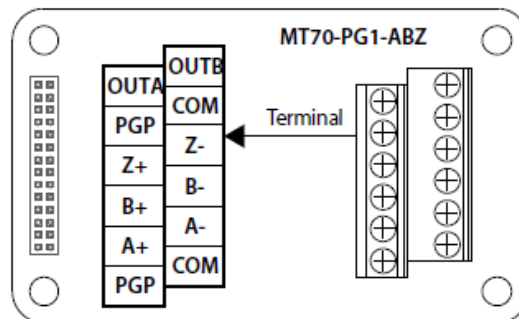 MT70-PG1-ABZ
OUTB
OUTA
COM
PGP
Terminal
Z-
Z+
B-
B+
A-
A+
COM
PGP